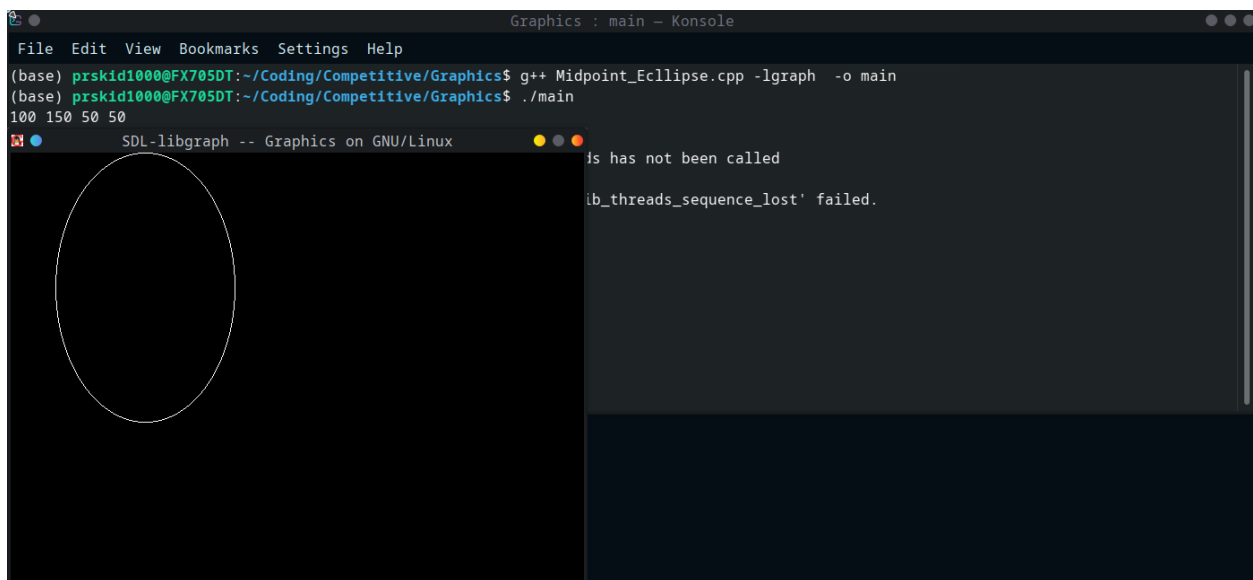 Graphics : main — Konsole
File Edit View Bookmarks Settings Help
(base) prskid1000@FX705DT:~/Coding/Competitive/Graphics$ g++ Midpoint_Ecllipse.cpp -lgraph  -o main
(base) prskid1000@FX705DT:~/Coding/Competitive/Graphics$ ./main
100 150 50 50
SDL-libgraph -- Graphics on GNU/Linux
ds has not been called
ib_threads_sequence_lost' failed.